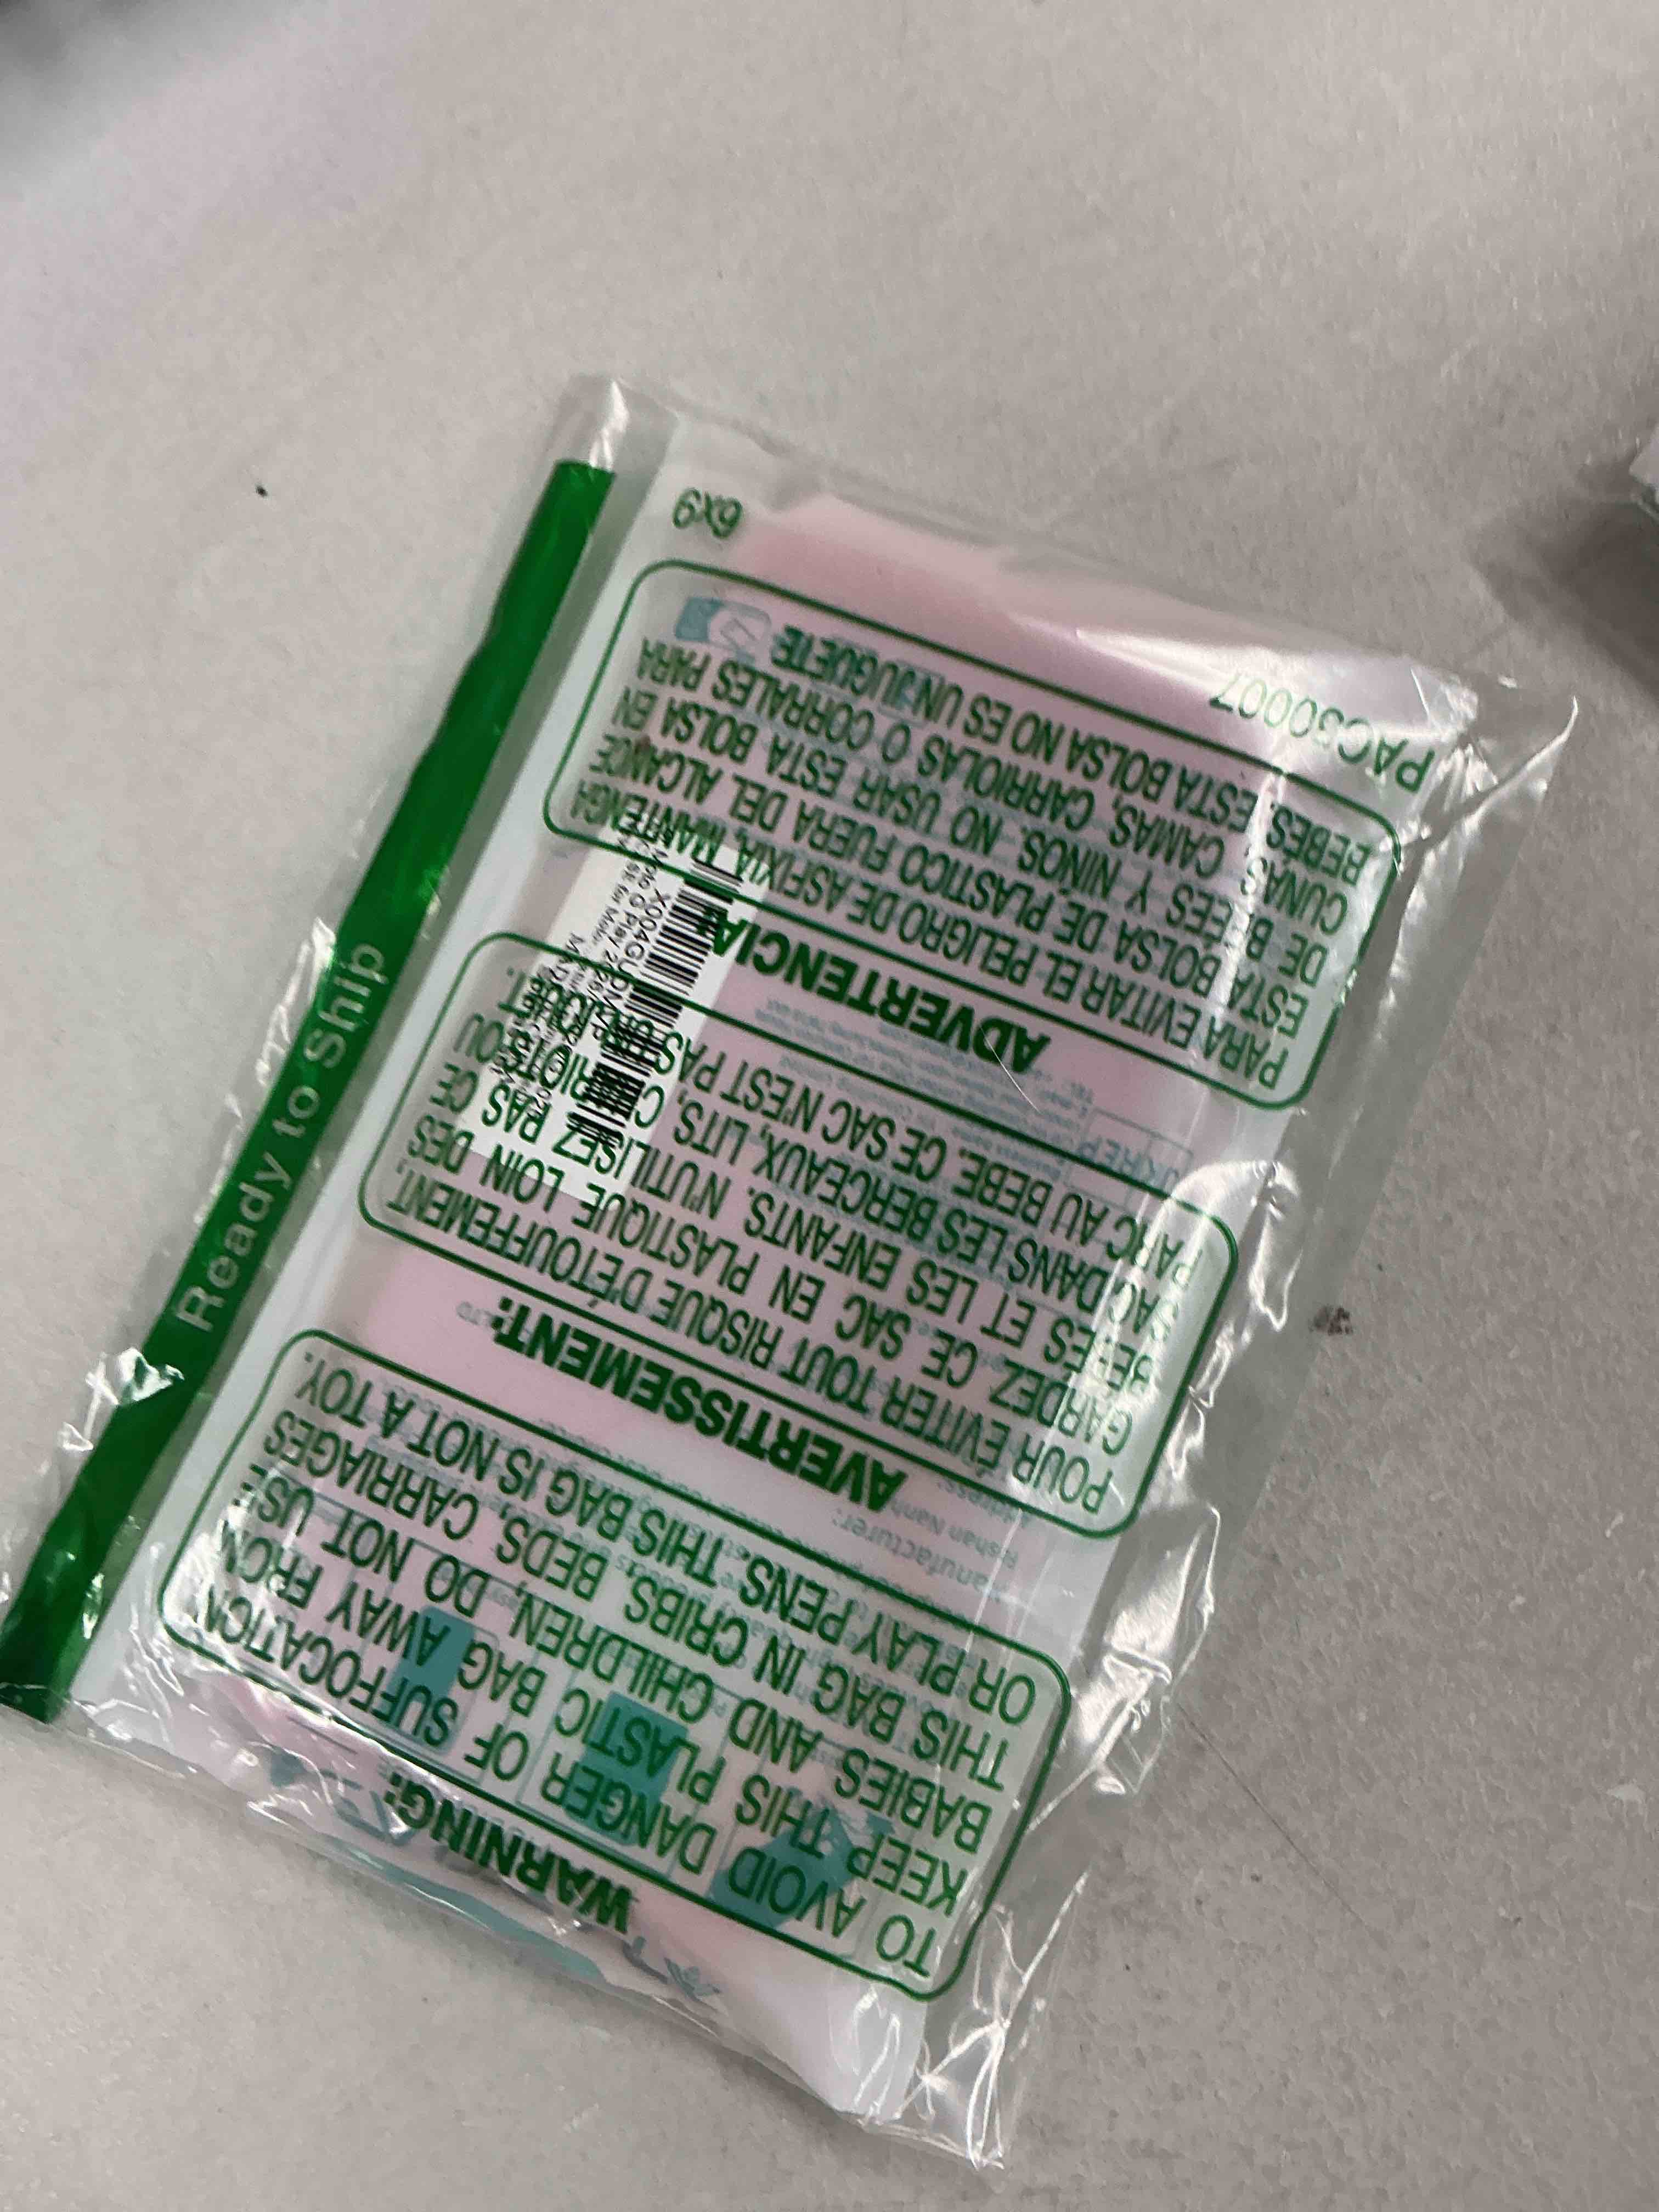 Ready to Ship
WARNING:
TO AVOID DANGER OF SUFFOCATION,
KEEP THIS PLASTIC BAG AWAY FROM
BABIES AND CHILDREN, DO NOT USE
THIS BAG IN CRIBS, BEDS, CARRIAGES
OR PLAY PENS. THIS BAG IS NOT A TOY.
AVERTISSEMENT:
POUR ÉVITER TOUT RISQUE D'ÉTOUFFEMENT,
GARDEZ CE SAC EN PLASTIQUE LOIN DES
BEBES ET LES ENFANTS. N'UTILISEZ PAS CE
SAC DANS LES BERCEAUX, LITS, CHARIOTS OU
PARC AU BEBE. CE SAC N'EST PAS UN JOUET.
ADVERTENCIA:
PARA EVITAR EL PELIGRO DE ASFIXIA, MANTENGA
ESTA BOLSA DE PLASTICO FUERA DEL ALCANCE
DE BEBES Y NIÑOS. NO USAR ESTA BOLSA EN
CUNAS, CAMAS, CARRIOLAS O CORRALES PARA
BEBES. ESTA BOLSA NO ES UN JUGUETE
6x9
PAC30007
Manufacturer: